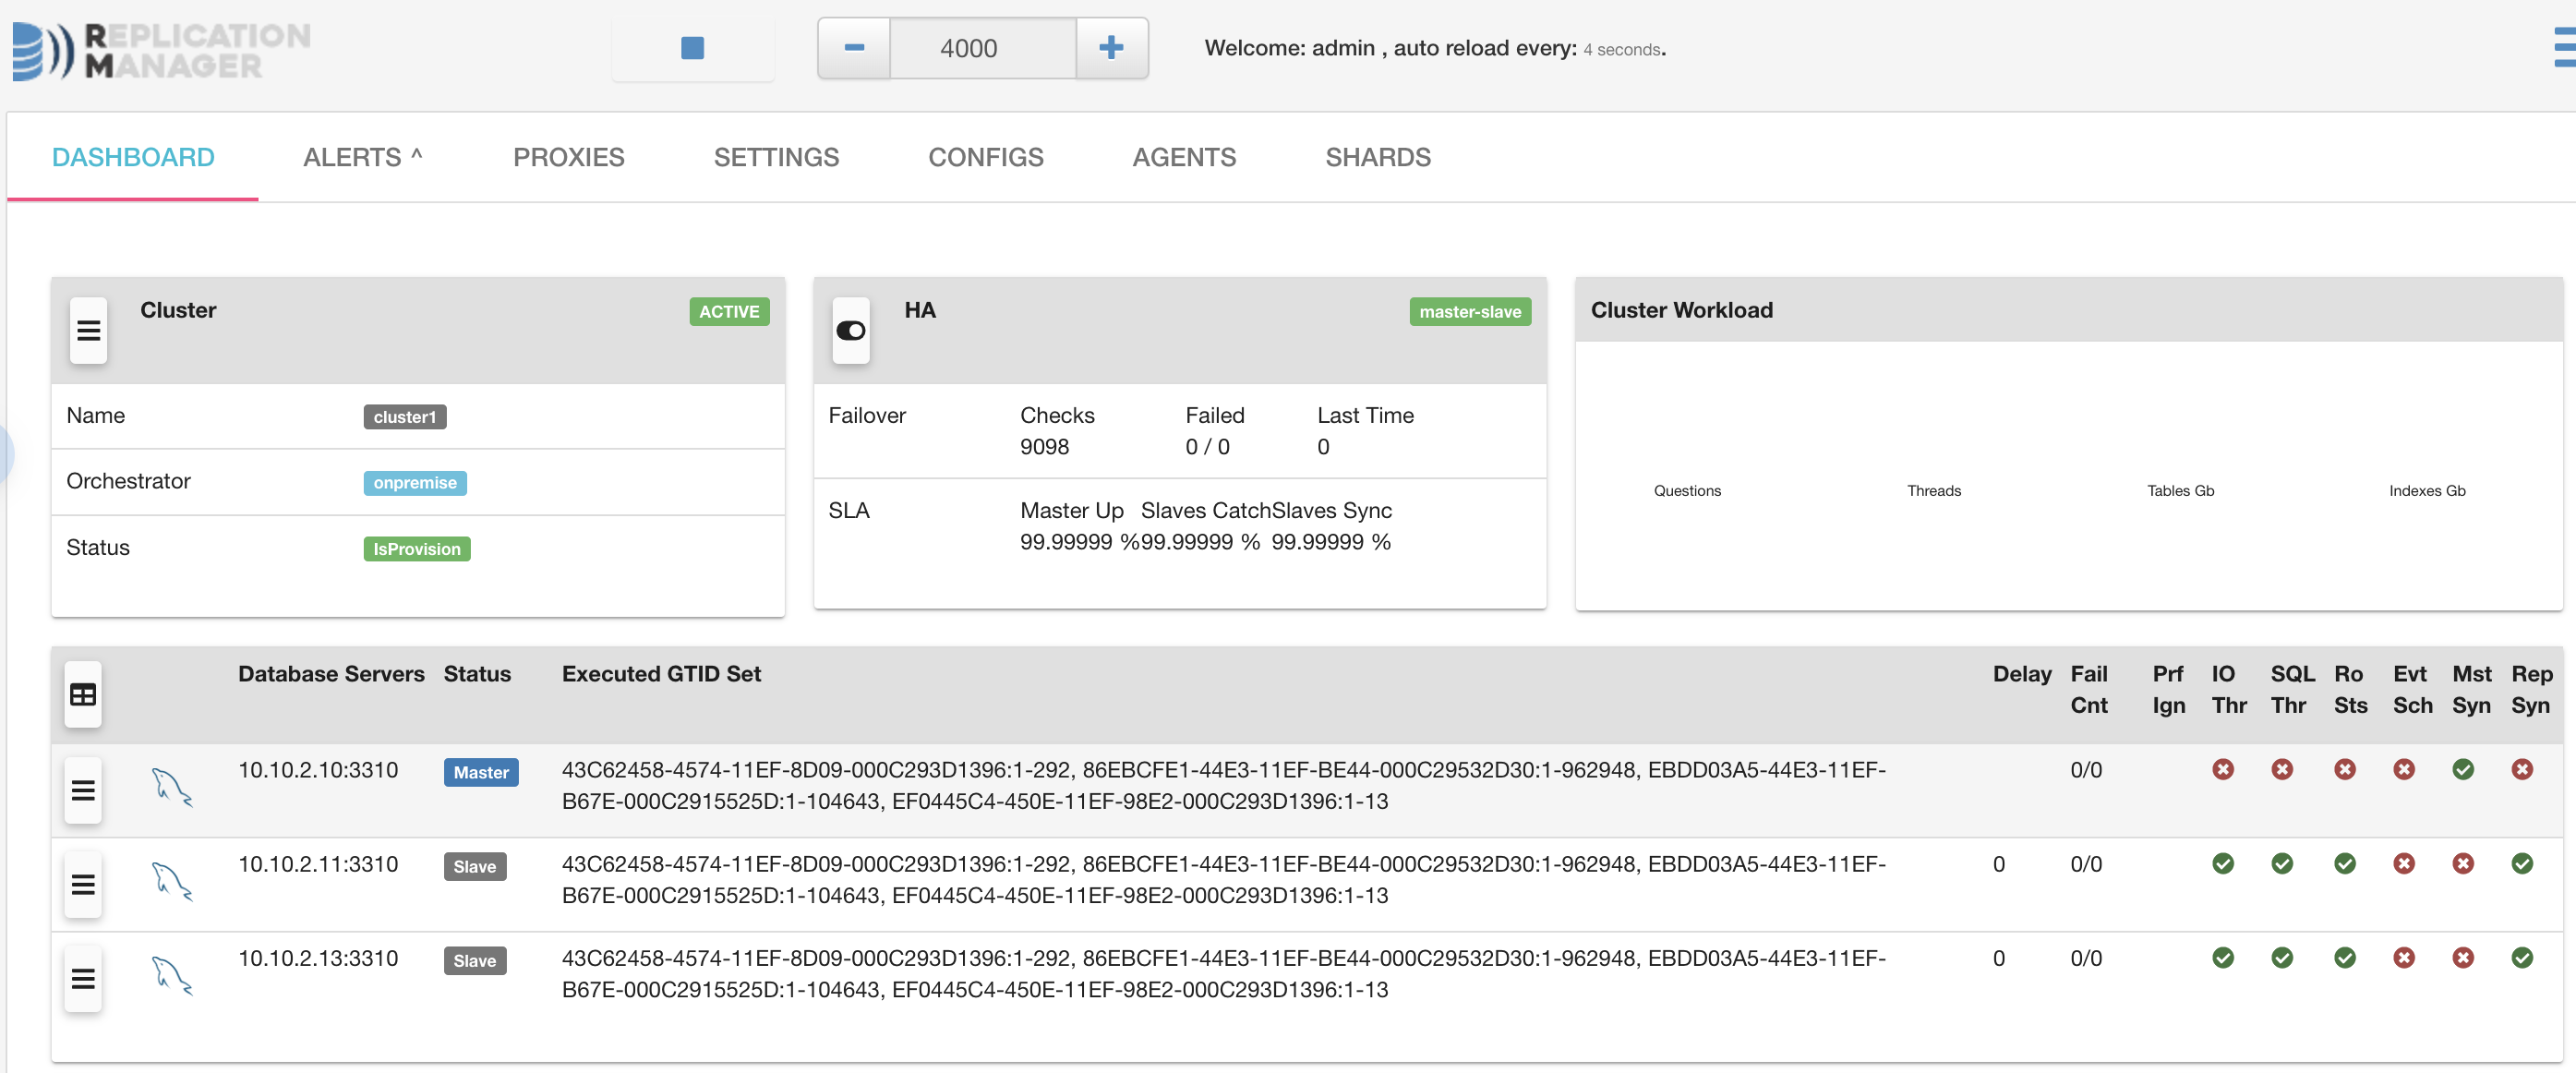 REPLICATION
MANAGER
4000
Welcome: admin , auto reload every: 4 seconds.
DASHBOARD ALERTS ^ PROXIES SETTINGS CONFIGS AGENTS SHARDS
Cluster ACTIVE
Name cluster1
Orchestrator onpremise
Status IsProvision
HA master-slave
Failover Checks Failed Last Time
9098 0 / 0 0
SLA Master Up Slaves CatchSlaves Sync
99.99999 %99.99999 % 99.99999 %
Cluster Workload
Questions Threads Tables Gb Indexes Gb
Database Servers Status Executed GTID Set Delay Fail Prf IO SQL Ro Evt Mst Rep
Cnt Ign Thr Thr Sts Sch Syn Syn
10.10.2.10:3310 Master 43C62458-4574-11EF-8D09-000C293D1396:1-292, 86EBCFE1-44E3-11EF-BE44-000C29532D30:1-962948, EBDD03A5-44E3-11EF- 0/0
B67E-000C2915525D:1-104643, EF0445C4-450E-11EF-98E2-000C293D1396:1-13
10.10.2.11:3310 Slave 43C62458-4574-11EF-8D09-000C293D1396:1-292, 86EBCFE1-44E3-11EF-BE44-000C29532D30:1-962948, EBDD03A5-44E3-11EF- 0 0/0
B67E-000C2915525D:1-104643, EF0445C4-450E-11EF-98E2-000C293D1396:1-13
10.10.2.13:3310 Slave 43C62458-4574-11EF-8D09-000C293D1396:1-292, 86EBCFE1-44E3-11EF-BE44-000C29532D30:1-962948, EBDD03A5-44E3-11EF- 0 0/0
B67E-000C2915525D:1-104643, EF0445C4-450E-11EF-98E2-000C293D1396:1-13